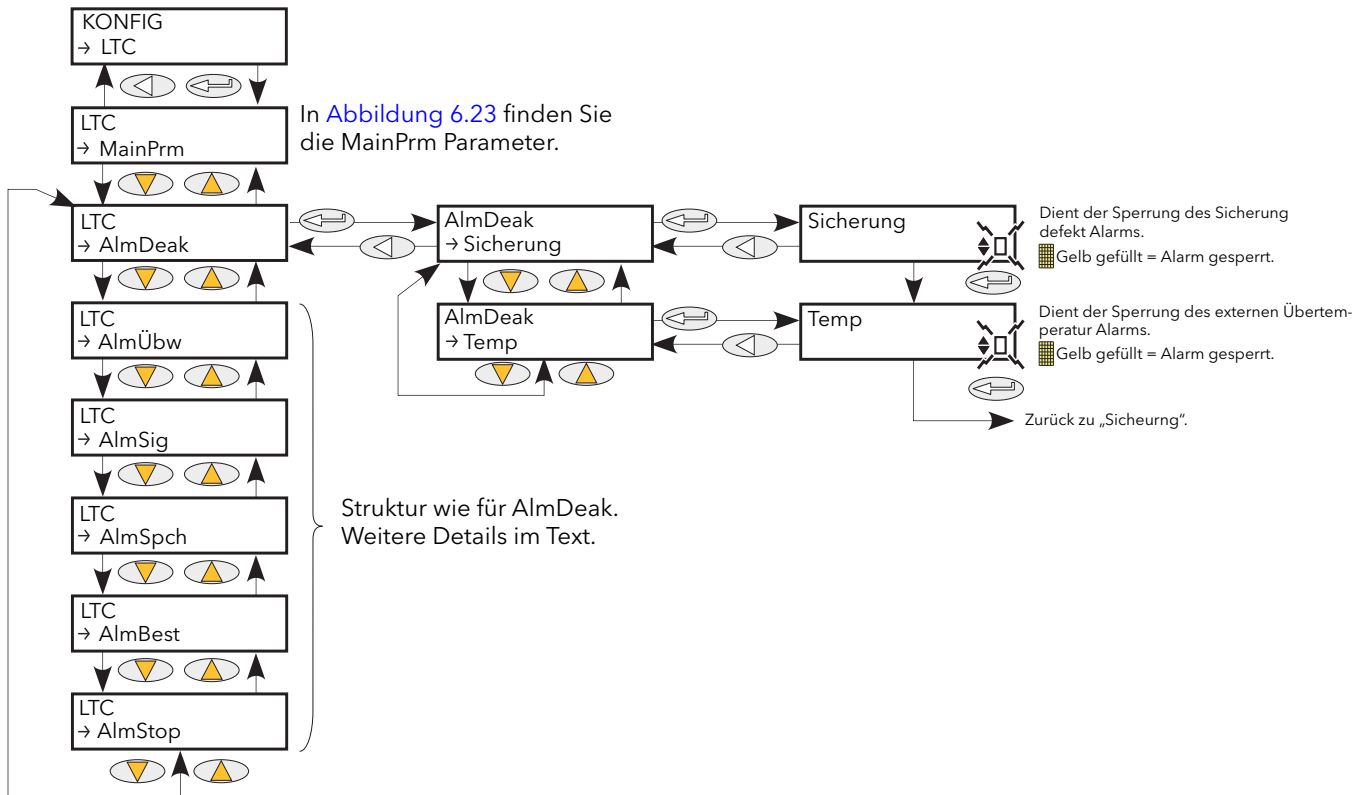 KONFIG
→ LTC
LTC
→ MainPrm
In Abbildung 6.23 finden Sie
die MainPrm Parameter.
LTC
→ AlmDeak
AlmDeak
→ Sicherung
Sicherung
Dient der Sperrung des Sicherung
defekt Alarms.
Gelb gefüllt = Alarm gesperrt.
LTC
→ AlmÜbw
AlmDeak
→ Temp
Temp
Dient der Sperrung des externen Übertem-
peratur Alarms.
Gelb gefüllt = Alarm gesperrt.
Zurück zu „Sicheurng“.
LTC
→ AlmSig
LTC
→ AlmSpch
Struktur wie für AlmDeak.
Weitere Details im Text.
LTC
→ AlmBest
LTC
→ AlmStop